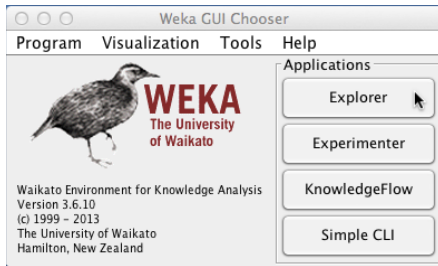 Weka GUI Chooser
Program Visualization Tools Help
Applications
WEKA
The University
of Waikato
Explorer
Experimenter
KnowledgeFlow
Simple CLI
Waikato Environment for Knowledge Analysis
Version 3.6.10
(c) 1999 – 2013
The University of Waikato
Hamilton, New Zealand